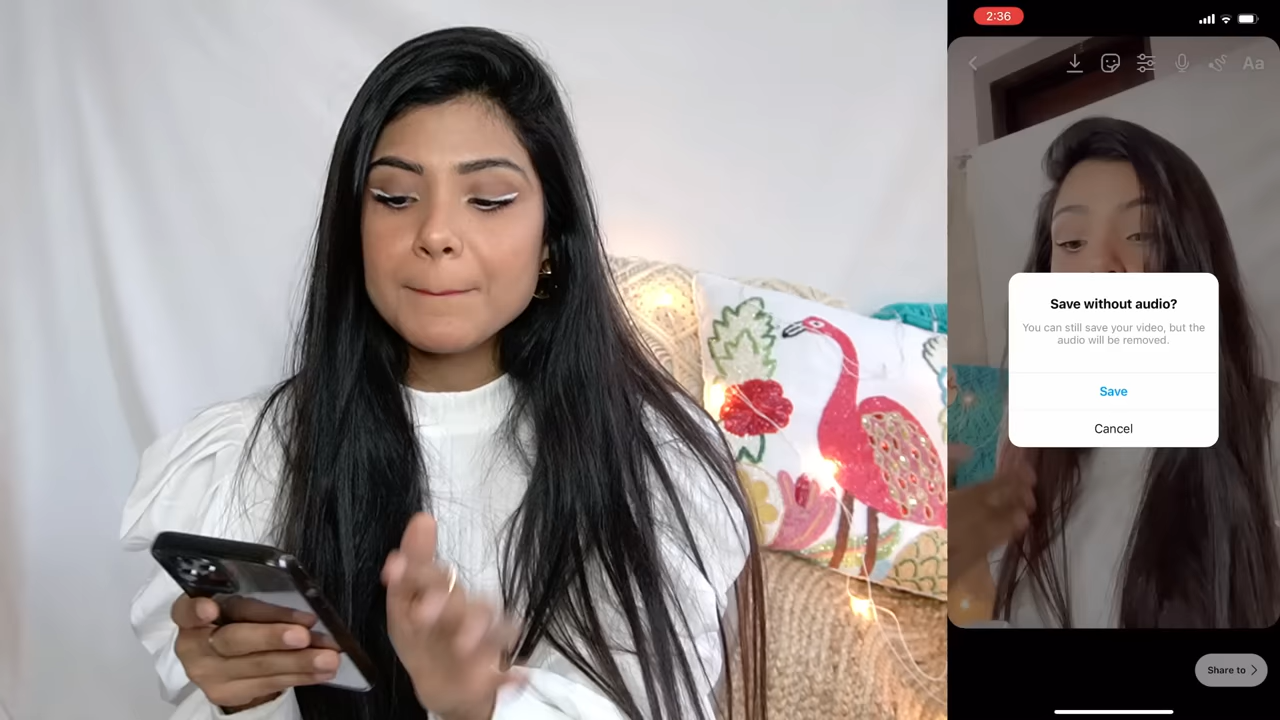 2:36
Aa
Save without audio?
You can still save your video, but the
audio will be removed.
Save
Cancel
Share to